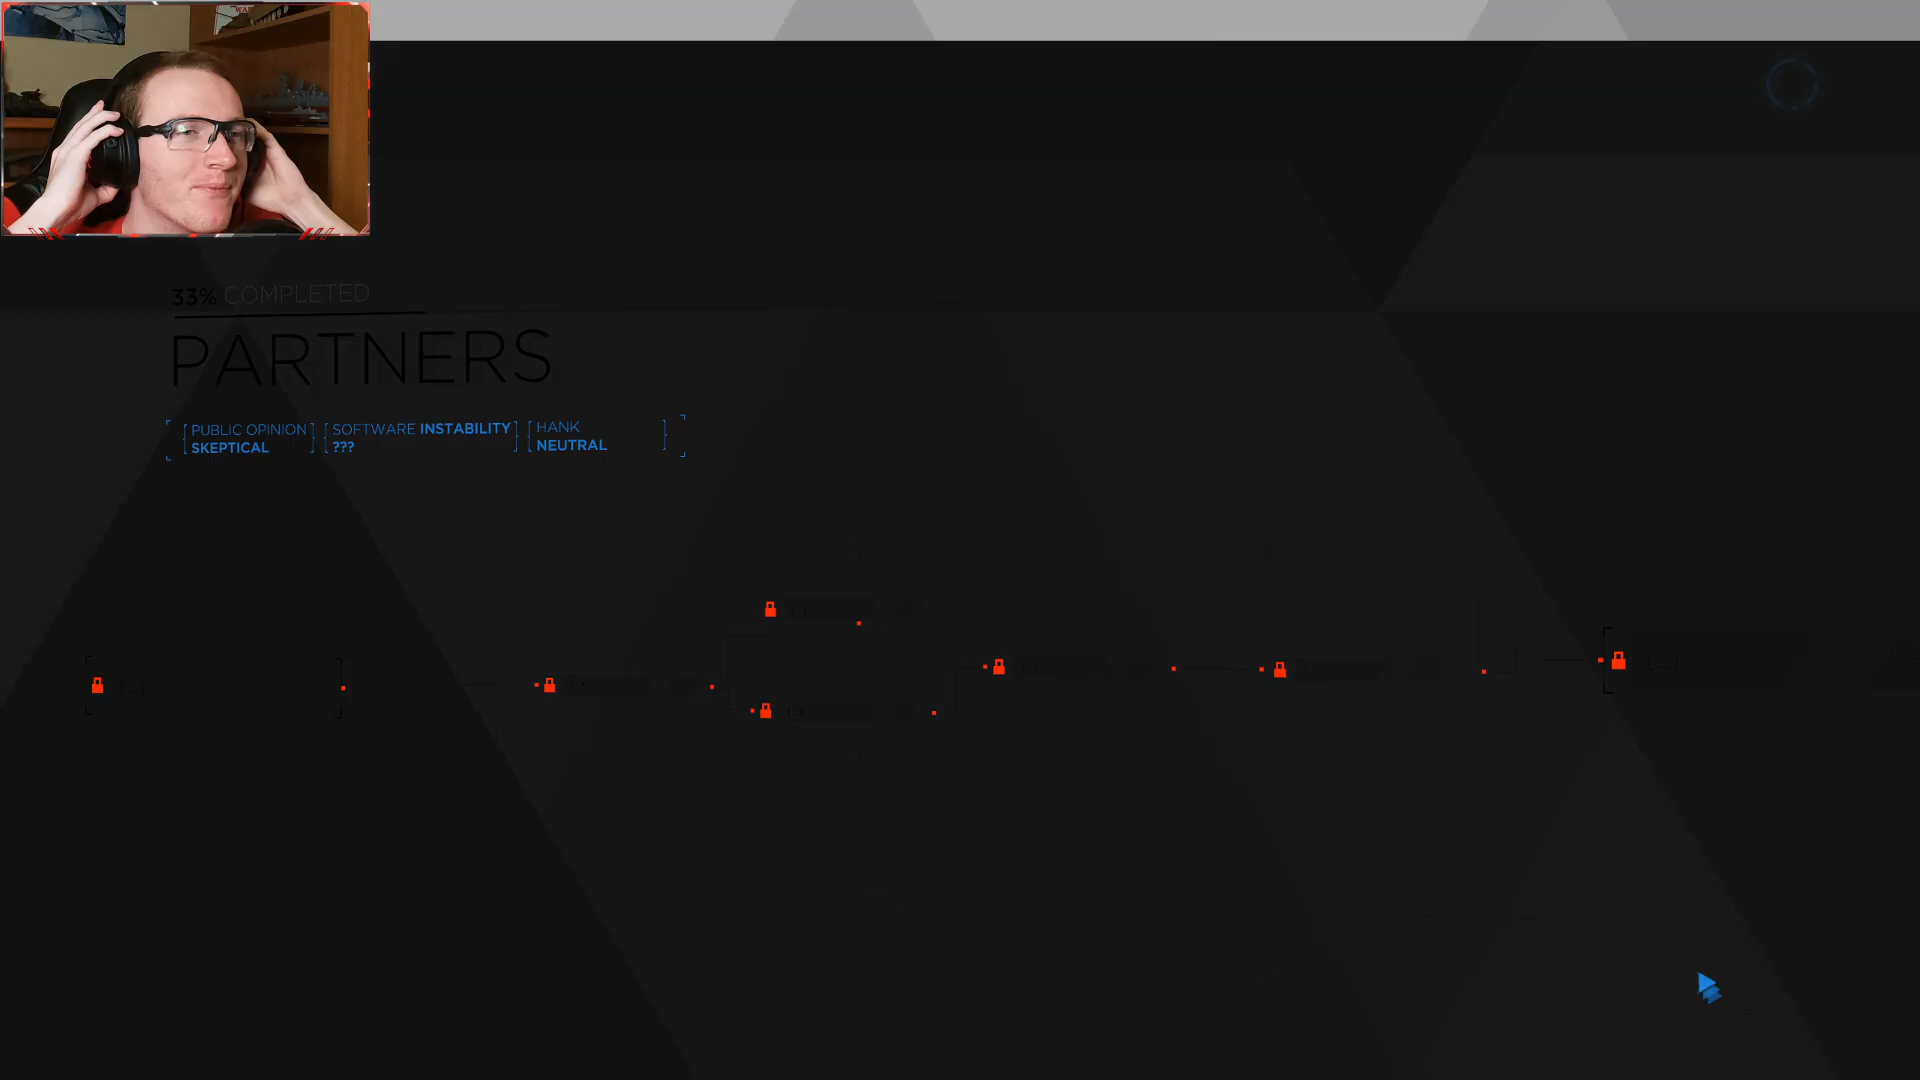 33% COMPLETED
PARTNERS
PUBLIC OPINION
SKEPTICAL
SOFTWARE INSTABILITY
???
HANK
NEUTRAL